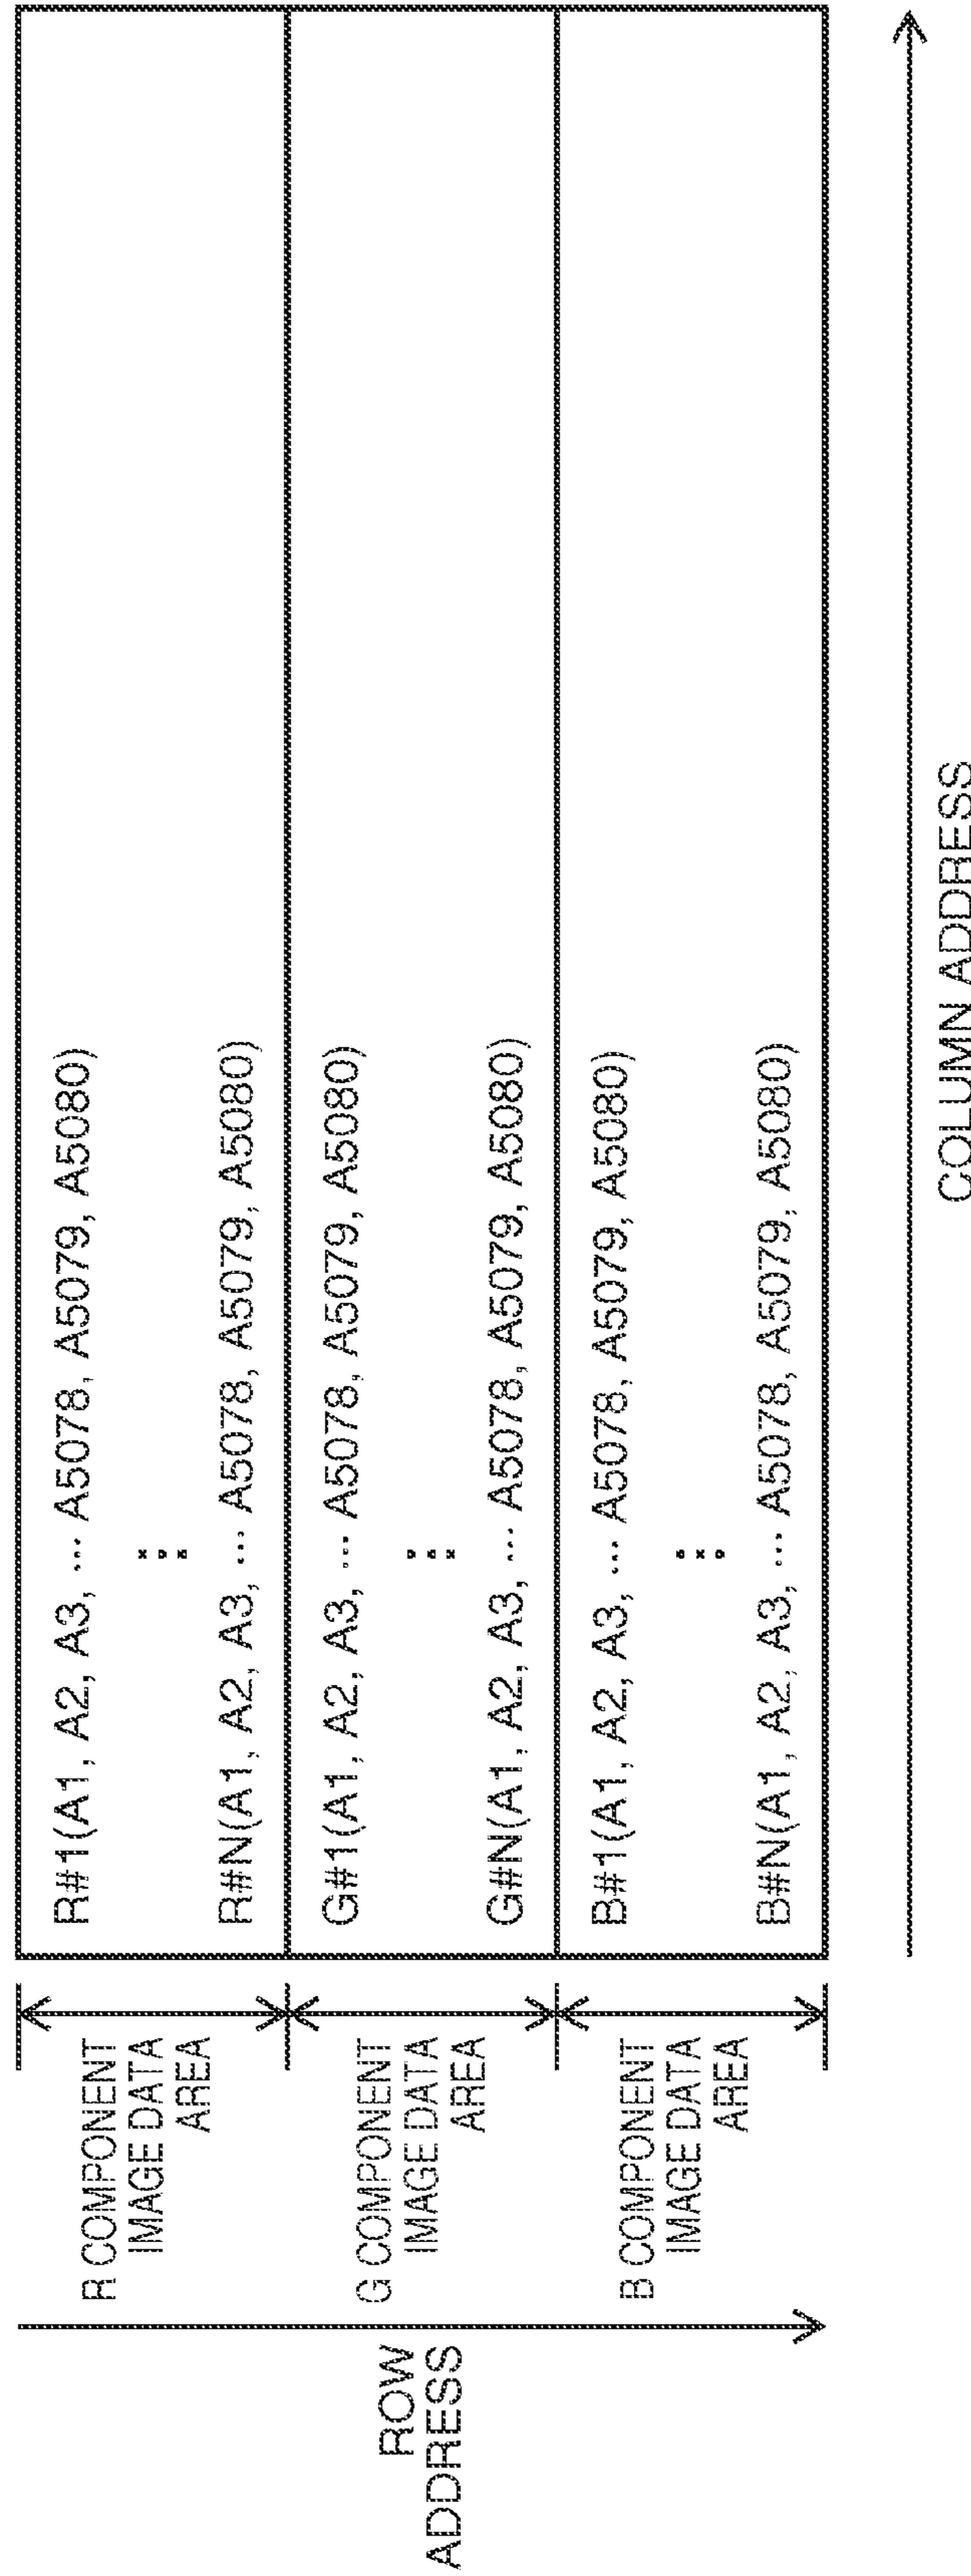 ROW
ADDRESS
R COMPONENT
IMAGE DATA
AREA
R#1(A1, A2, A3, ... A5078, A5079, A5080)
R#N(A1, A2, A3, ... A5078, A5079, A5080)
G COMPONENT
IMAGE DATA
AREA
G#1(A1, A2, A3, ... A5078, A5079, A5080)
G#N(A1, A2, A3, ... A5078, A5079, A5080)
B COMPONENT
IMAGE DATA
AREA
B#1(A1, A2, A3, ... A5078, A5079, A5080)
B#N(A1, A2, A3, ... A5078, A5079, A5080)
COLUMN ADDRESS